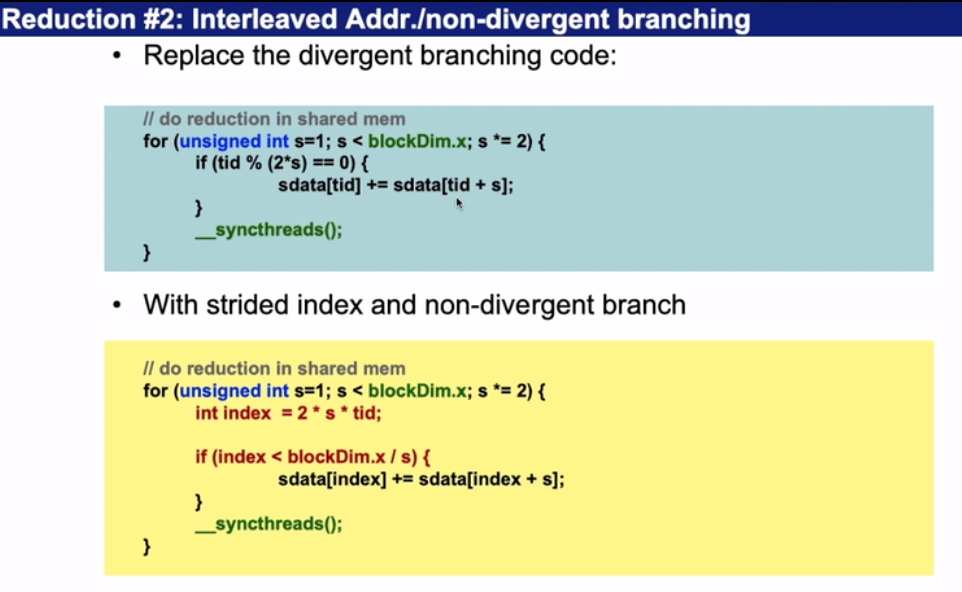 Reduction #2: Interleaved Addr./non-divergent branching
• Replace the divergent branching code:
// do reduction in shared mem
for (unsigned int s=1; s < blockDim.x; s *= 2) {
if (tid % (2*s) == 0) {
sdata[tid] += sdata[tid + s];
}
__syncthreads();
}
• With strided index and non-divergent branch
// do reduction in shared mem
for (unsigned int s=1; s < blockDim.x; s *= 2) {
int index = 2 * s * tid;
if (index < blockDim.x / s) {
sdata[index] += sdata[index + s];
}
__syncthreads();
}